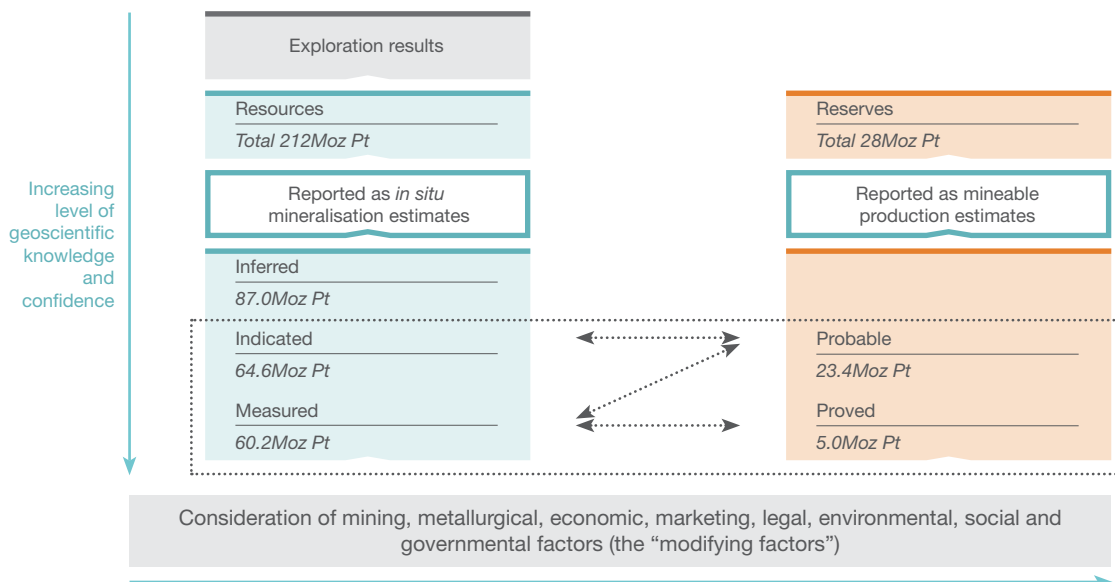 Exploration results
Resources
Total 212Moz Pt
Reserves
Total 28Moz Pt
Increasing
level of
geoscientific
knowledge
and
confidence
Reported as in situ
mineralisation estimates
Reported as mineable
production estimates
Inferred
87.0Moz Pt
Indicated
64.6Moz Pt
Measured
60.2Moz Pt
Probable
23.4Moz Pt
Proved
5.0Moz Pt
Consideration of mining, metallurgical, economic, marketing, legal, environmental, social and
governmental factors (the “modifying factors”)